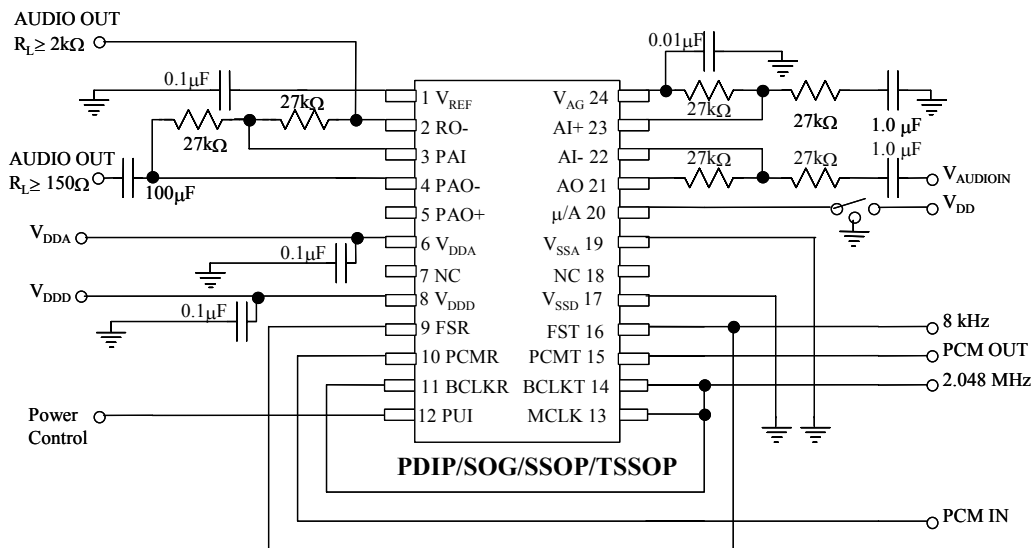 AUDIO OUT
R_L ≥ 2kΩ
0.1μF
27kΩ
27kΩ
AUDIO OUT
R_L ≥ 150Ω
100μF
V_DDA
0.1μF
V_DDD
0.1μF
Power
Control
1 V_REF
2 RO-
3 PAI
4 PAO-
5 PAO+
6 V_DDA
7 NC
8 V_DDD
9 FSR
10 PCMR
11 BCLKR
12 PUI
V_AG 24
AI+ 23
AI- 22
AO 21
μ/A 20
V_SSA 19
NC 18
V_SSD 17
FST 16
PCMT 15
BCLKT 14
MCLK 13
PDIP/SOG/SSOP/TSSOP
0.01μF
27kΩ
27kΩ
1.0 μF
27kΩ
27kΩ
1.0 μF
V_AUDIOIN
V_DD
8 kHz
PCM OUT
2.048 MHz
PCM IN